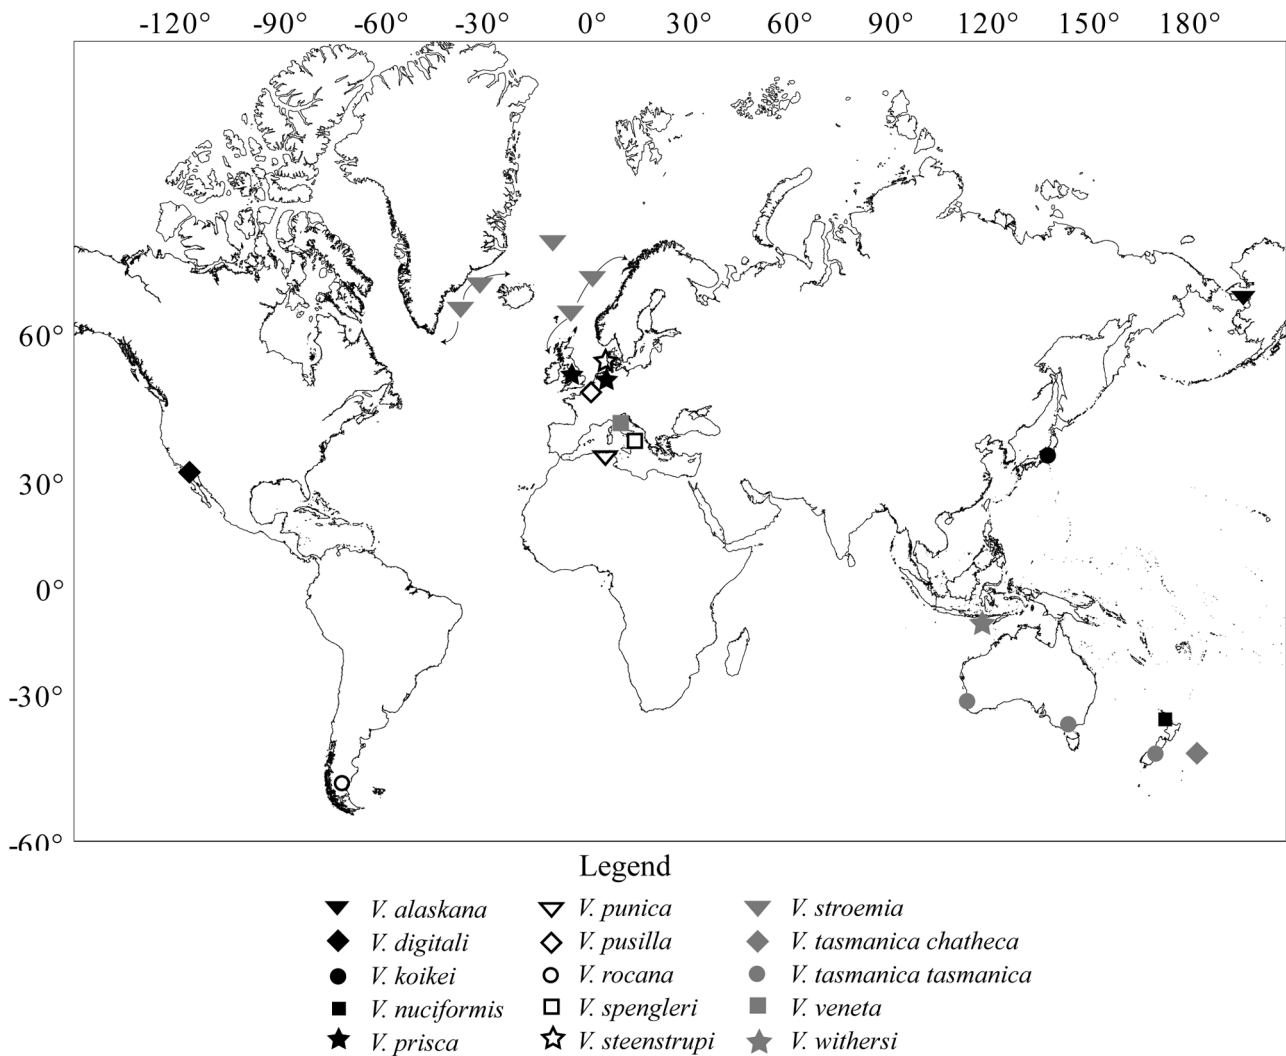 -120° -90° -60° -30° 0° 30° 60° 90° 120° 150° 180°
60°
30°
0°
-30°
-60°
Legend
V. alaskana V. punica V. stroemia
V. digitali V. pusilla V. tasmanica chatheca
V. koikei V. rocana V. tasmanica tasmanica
V. nuciformis V. spengleri V. veneta
V. prisca V. steenstrupi V. withersi